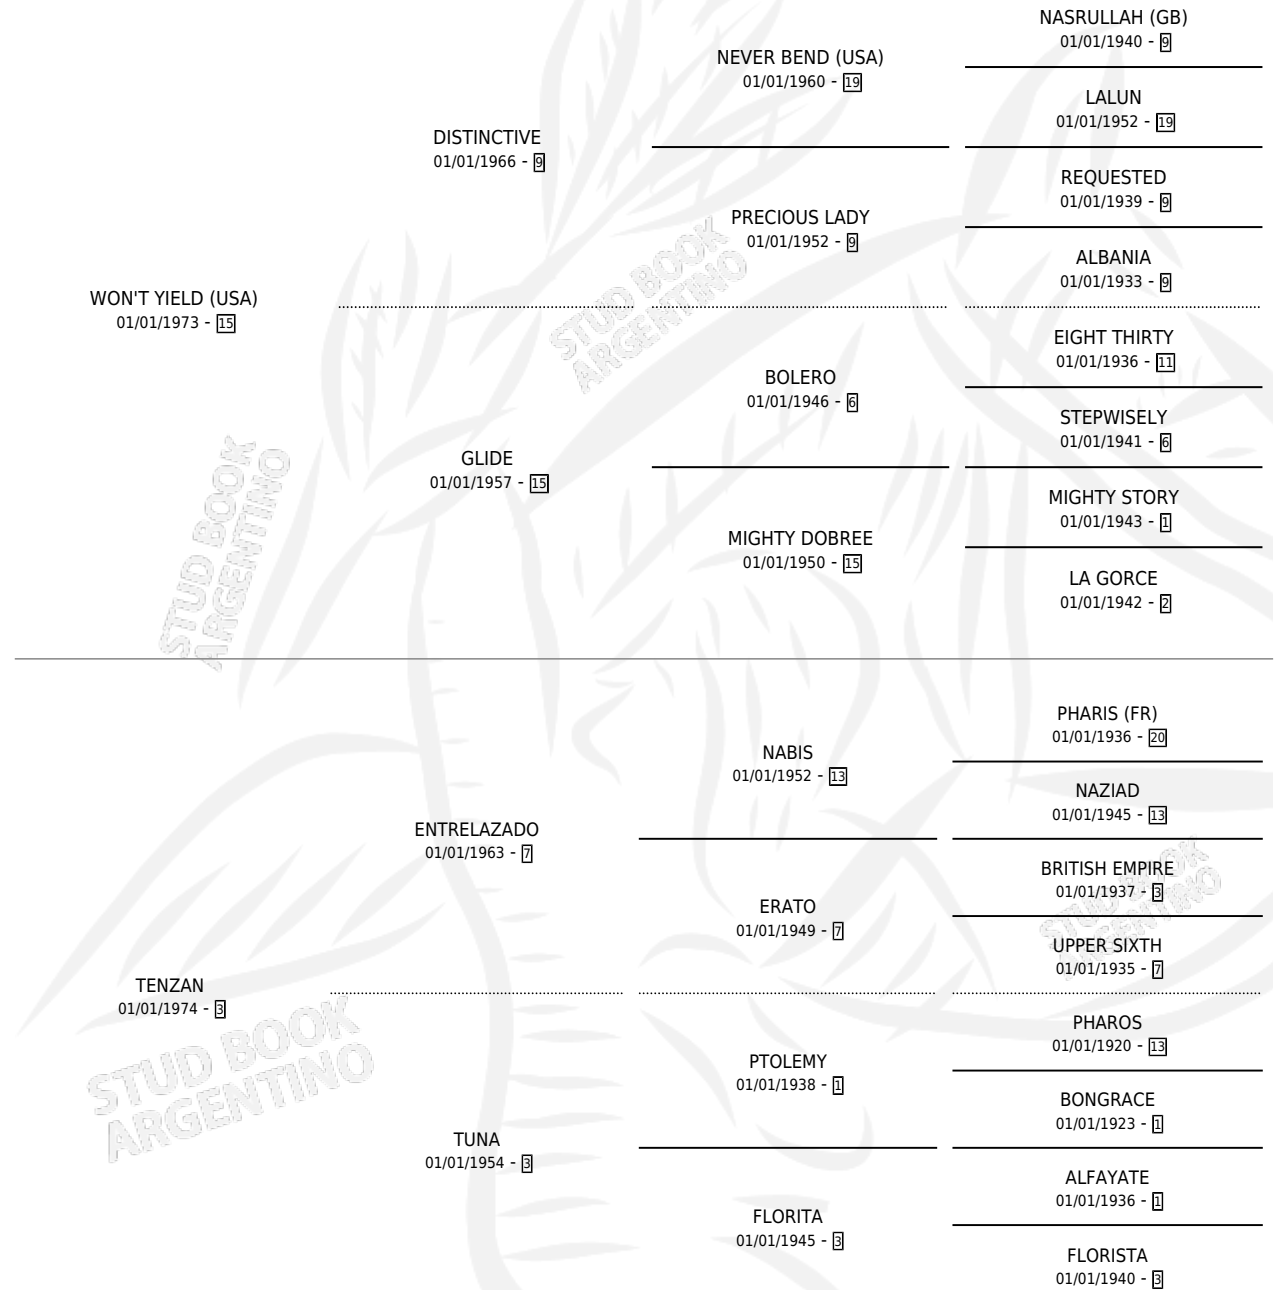 NASRULLAH (GB)
01/01/1940 - 9
NEVER BEND (USA)
01/01/1960 - 19
LALUN
01/01/1952 - 19
DISTINCTIVE
01/01/1966 - 9
REQUESTED
01/01/1939 - 9
PRECIOUS LADY
01/01/1952 - 9
ALBANIA
01/01/1933 - 9
WON'T YIELD (USA)
01/01/1973 - 15
EIGHT THIRTY
01/01/1936 - 11
BOLERO
01/01/1946 - 6
STEPWISELY
01/01/1941 - 6
GLIDE
01/01/1957 - 15
MIGHTY STORY
01/01/1943 - 1
MIGHTY DOBREE
01/01/1950 - 15
LA GORCE
01/01/1942 - 2
PHARIS (FR)
01/01/1936 - 20
NABIS
01/01/1952 - 13
NAZIAD
01/01/1945 - 13
ENTRELAZADO
01/01/1963 - 7
BRITISH EMPIRE
01/01/1937 - 3
ERATO
01/01/1949 - 7
UPPER SIXTH
01/01/1935 - 7
TENZAN
01/01/1974 - 3
PHAROS
01/01/1920 - 13
PTOLEMY
01/01/1938 - 1
BONGRACE
01/01/1923 - 1
TUNA
01/01/1954 - 3
ALFAYATE
01/01/1936 - 1
FLORITA
01/01/1945 - 3
FLORISTA
01/01/1940 - 3
STUD BOOK
ARGENTINO
STUD BOOK
ARGENTINO
STUD BOOK
ARGENTINO
STUD BOOK
ARGENTINO